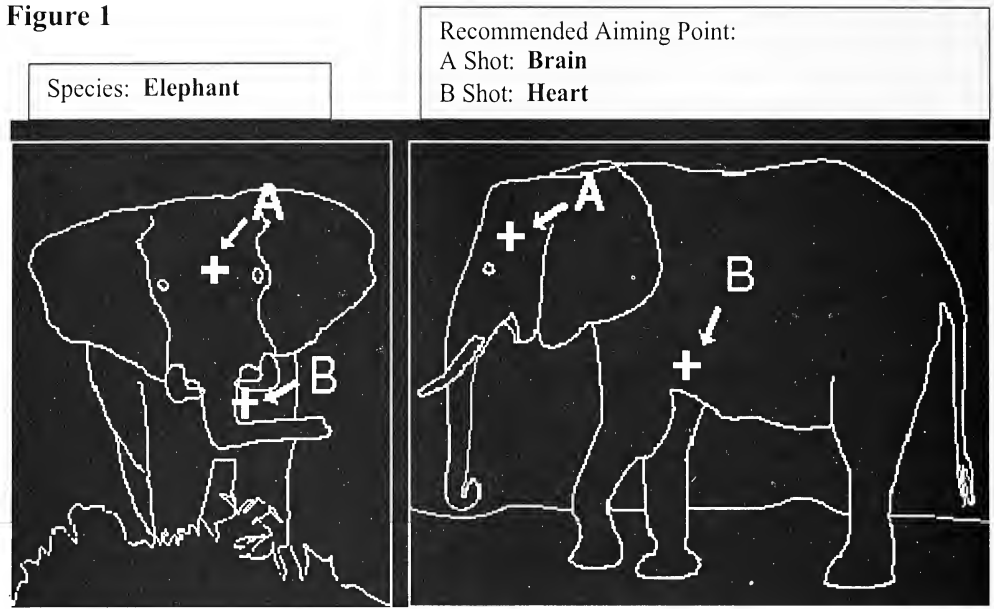 Figure 1
Recommended Aiming Point:
A Shot: Brain
B Shot: Heart
Species: Elephant
A
B
A
B